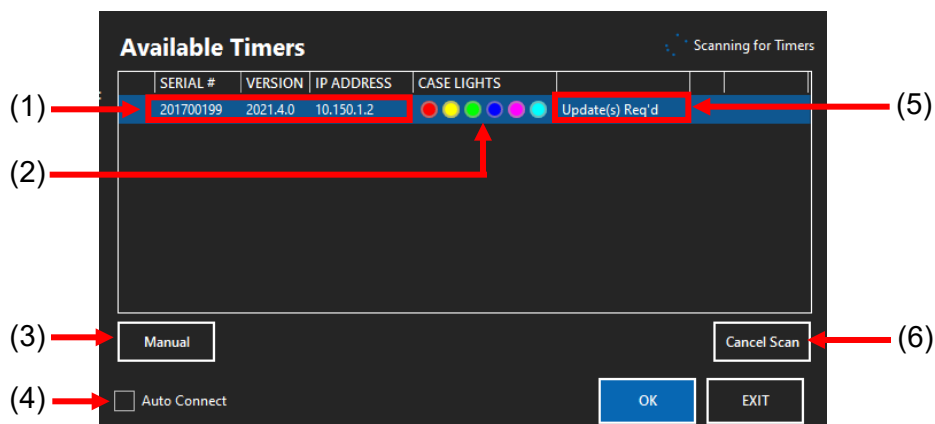 Available Timers
Scanning for Timers
SERIAL # VERSION IP ADDRESS CASE LIGHTS
(1) 201700199 2021.4.0 10.150.1.2 Update(s) Req'd (5)
(2)
(3) Manual Cancel Scan (6)
(4) Auto Connect OK EXIT